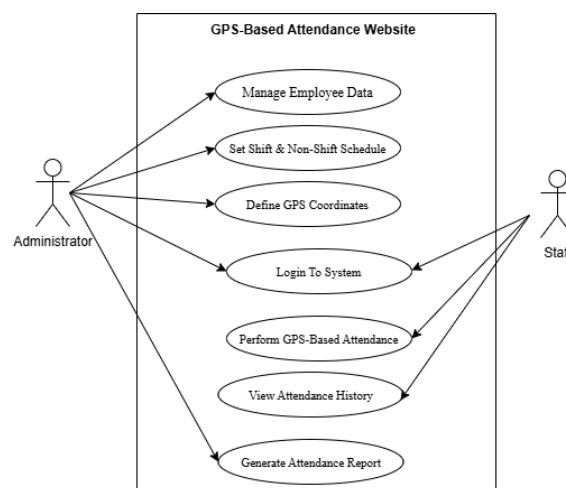 GPS-Based Attendance Website
Manage Employee Data
Set Shift & Non-Shift Schedule
Define GPS Coordinates
Administrator
Login To System
Staf
Perform GPS-Based Attendance
View Attendance History
Generate Attendance Report